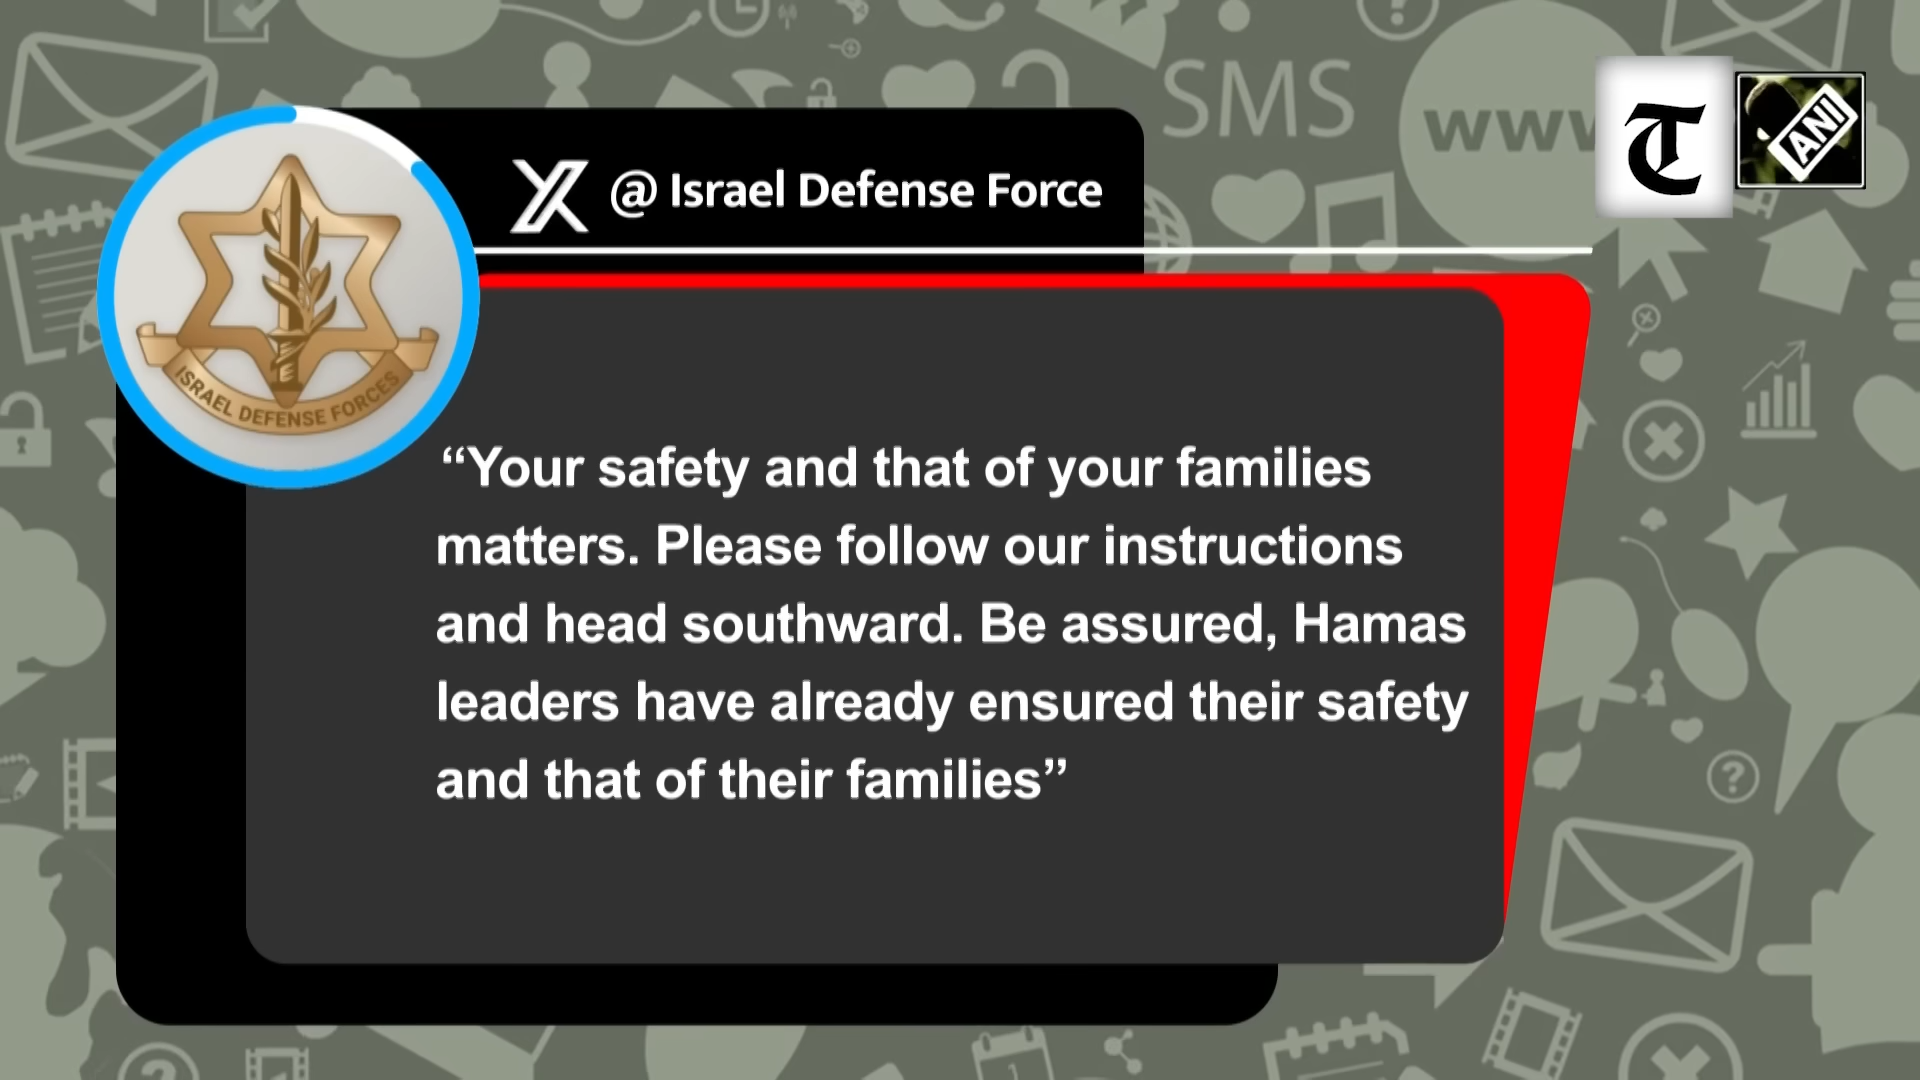 SMS
www
T
ANI
X @ Israel Defense Force
ISRAEL DEFENSE FORCES
“Your safety and that of your families
matters. Please follow our instructions
and head southward. Be assured, Hamas
leaders have already ensured their safety
and that of their families”